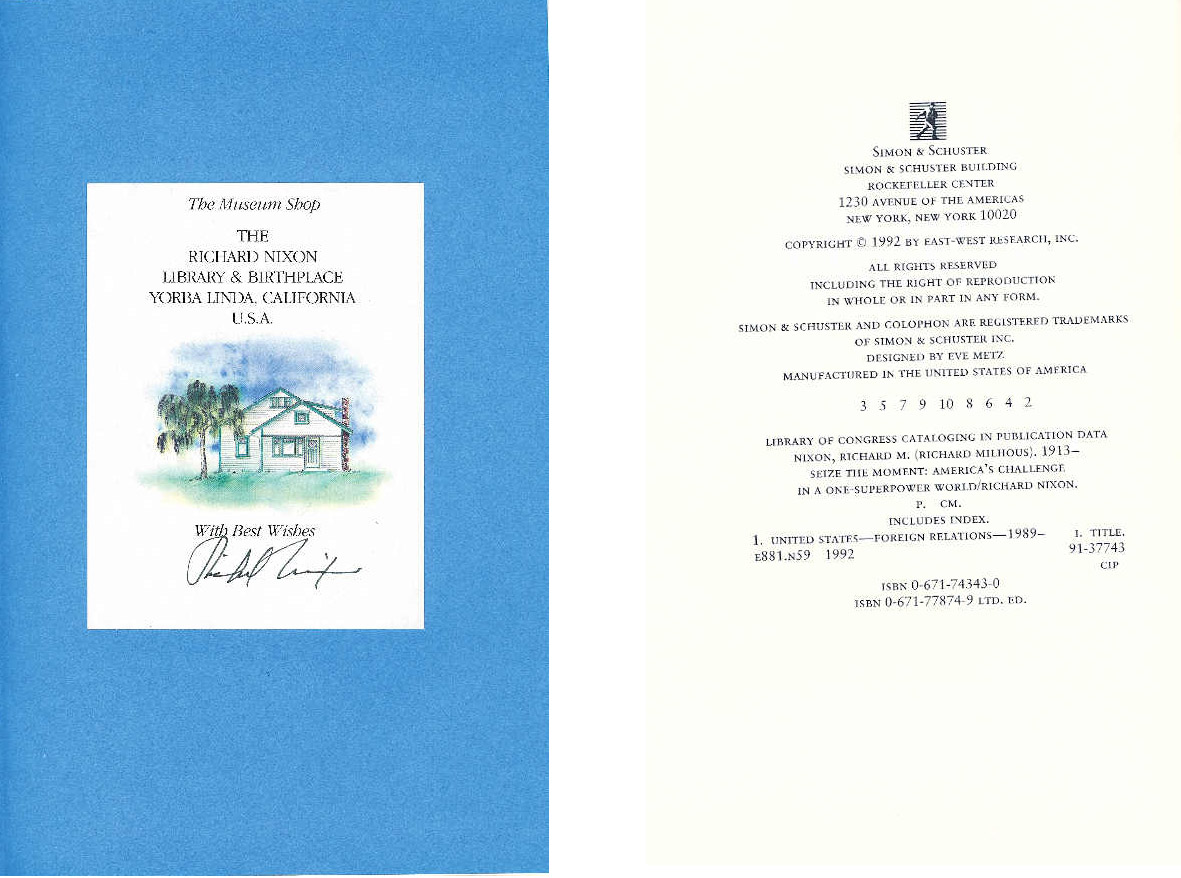 The Museum Shop
THE
RICHARD NIXON
LIBRARY & BIRTHPLACE
YORBA LINDA, CALIFORNIA
U.S.A.
With Best Wishes
Richard Nixon
SIMON & SCHUSTER
SIMON & SCHUSTER BUILDING
ROCKEFELLER CENTER
1230 AVENUE OF THE AMERICAS
NEW YORK, NEW YORK 10020
COPYRIGHT © 1992 BY EAST-WEST RESEARCH, INC.
ALL RIGHTS RESERVED
INCLUDING THE RIGHT OF REPRODUCTION
IN WHOLE OR IN PART IN ANY FORM.
SIMON & SCHUSTER AND COLOPHON ARE REGISTERED TRADEMARKS
OF SIMON & SCHUSTER INC.
DESIGNED BY EVE METZ
MANUFACTURED IN THE UNITED STATES OF AMERICA
3 5 7 9 10 8 6 4 2
LIBRARY OF CONGRESS CATALOGING IN PUBLICATION DATA
NIXON, RICHARD M. (RICHARD MILHOUS). 1913–
SEIZE THE MOMENT: AMERICA'S CHALLENGE
IN A ONE-SUPERPOWER WORLD/RICHARD NIXON.
P. CM.
INCLUDES INDEX.
1. UNITED STATES—FOREIGN RELATIONS—1989– I. TITLE.
E881.N59 1992 91-37743
CIP
ISBN 0-671-74343-0
ISBN 0-671-77874-9 LTD. ED.